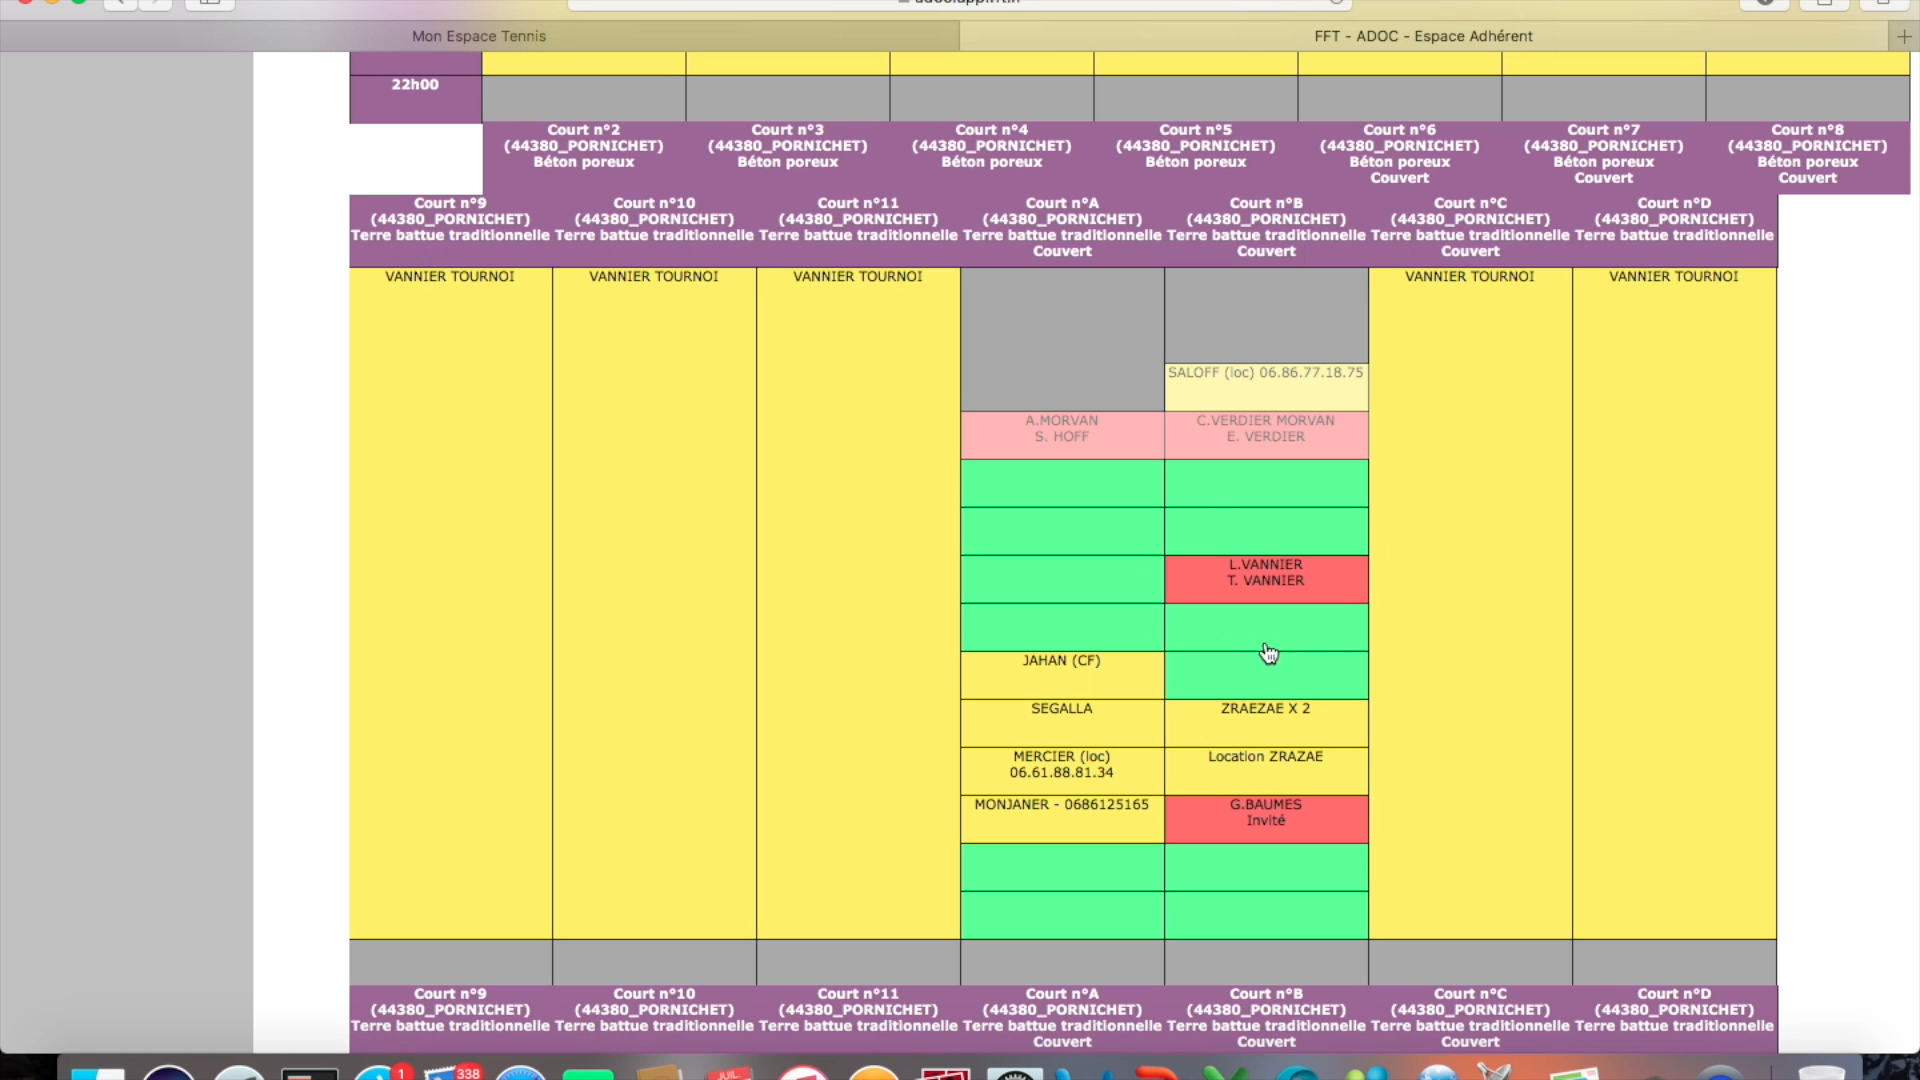 Mon Espace Tennis
FFT - ADOC - Espace Adhérent
22h00
Court n°2 (44380_PORNICHET) Béton poreux
Court n°3 (44380_PORNICHET) Béton poreux
Court n°4 (44380_PORNICHET) Béton poreux
Court n°5 (44380_PORNICHET) Béton poreux
Court n°6 (44380_PORNICHET) Béton poreux Couvert
Court n°7 (44380_PORNICHET) Béton poreux Couvert
Court n°8 (44380_PORNICHET) Béton poreux Couvert
Court n°9 (44380_PORNICHET) Terre battue traditionnelle
Court n°10 (44380_PORNICHET) Terre battue traditionnelle
Court n°11 (44380_PORNICHET) Terre battue traditionnelle
Court n°A (44380_PORNICHET) Terre battue traditionnelle Couvert
Court n°B (44380_PORNICHET) Terre battue traditionnelle Couvert
Court n°C (44380_PORNICHET) Terre battue traditionnelle Couvert
Court n°D (44380_PORNICHET) Terre battue traditionnelle
VANNIER TOURNOI
VANNIER TOURNOI
VANNIER TOURNOI
VANNIER TOURNOI
VANNIER TOURNOI
SALOFF (loc) 06.86.77.18.75
A.MORVAN
S. HOFF
C.VERDIER MORVAN
E. VERDIER
L.VANNIER
T. VANNIER
JAHAN (CF)
SEGALLA
ZRAEZAE X 2
MERCIER (loc)
06.61.88.81.34
Location ZRAZAE
MONJANER - 0686125165
G.BAUMES
Invité
Court n°9 (44380_PORNICHET) Terre battue traditionnelle
Court n°10 (44380_PORNICHET) Terre battue traditionnelle
Court n°11 (44380_PORNICHET) Terre battue traditionnelle
Court n°A (44380_PORNICHET) Terre battue traditionnelle Couvert
Court n°B (44380_PORNICHET) Terre battue traditionnelle Couvert
Court n°C (44380_PORNICHET) Terre battue traditionnelle Couvert
Court n°D (44380_PORNICHET) Terre battue traditionnelle
1
338
JUIL.